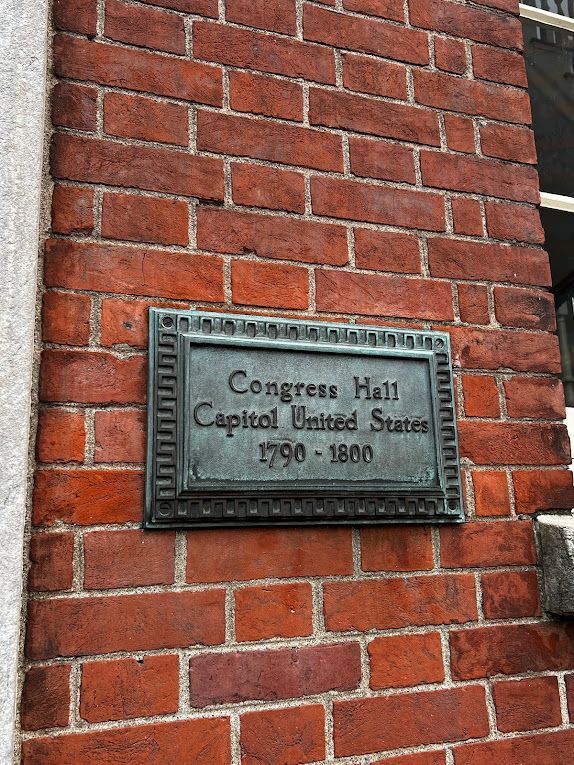 Congress Hall
Capitol United States
1790 - 1800